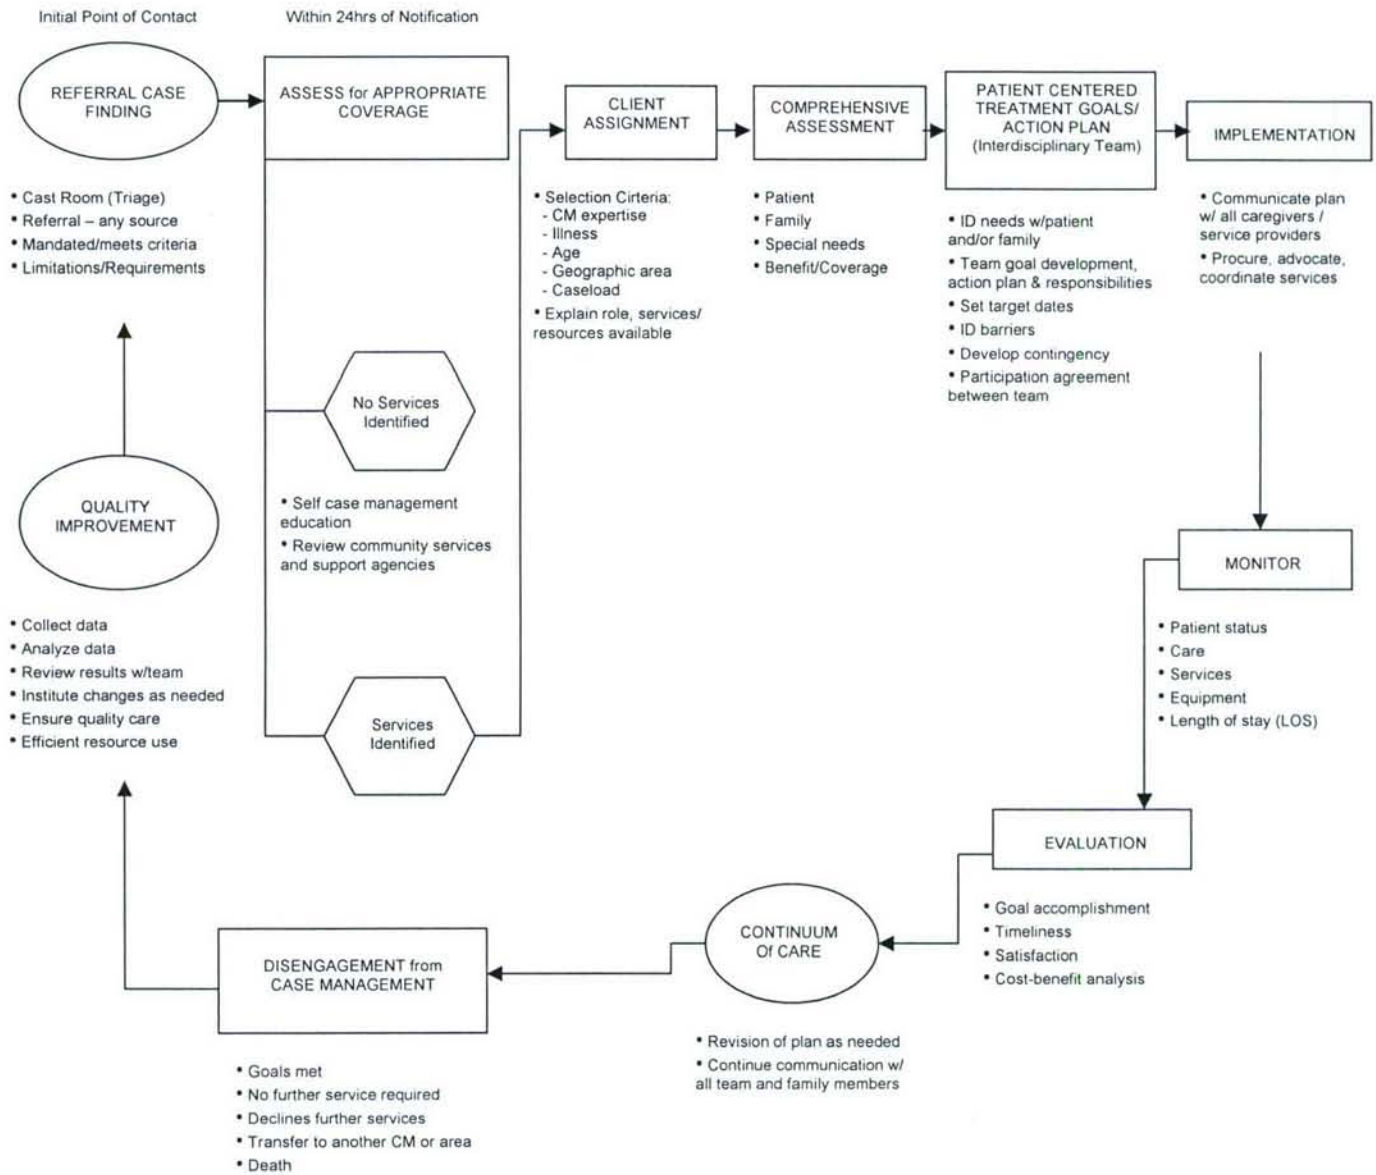 Initial Point of Contact
Within 24hrs of Notification
REFERRAL CASE
FINDING
• Cast Room (Triage)
• Referral – any source
• Mandated/meets criteria
• Limitations/Requirements
ASSESS for APPROPRIATE
COVERAGE
No Services
Identified
• Self case management
education
• Review community services
and support agencies
Services
Identified
CLIENT
ASSIGNMENT
• Selection Cirteria:
- CM expertise
- Illness
- Age
- Geographic area
- Caseload
• Explain role, services/
resources available
COMPREHENSIVE
ASSESSMENT
• Patient
• Family
• Special needs
• Benefit/Coverage
PATIENT CENTERED
TREATMENT GOALS/
ACTION PLAN
(Interdisciplinary Team)
• ID needs w/patient
and/or family
• Team goal development,
action plan & responsibilities
• Set target dates
• ID barriers
• Develop contingency
• Participation agreement
between team
IMPLEMENTATION
• Communicate plan
w/ all caregivers /
service providers
• Procure, advocate,
coordinate services
MONITOR
• Patient status
• Care
• Services
• Equipment
• Length of stay (LOS)
EVALUATION
• Goal accomplishment
• Timeliness
• Satisfaction
• Cost-benefit analysis
CONTINUUM
Of CARE
• Revision of plan as needed
• Continue communication w/
all team and family members
DISENGAGEMENT from
CASE MANAGEMENT
• Goals met
• No further service required
• Declines further services
• Transfer to another CM or area
• Death
QUALITY
IMPROVEMENT
• Collect data
• Analyze data
• Review results w/team
• Institute changes as needed
• Ensure quality care
• Efficient resource use